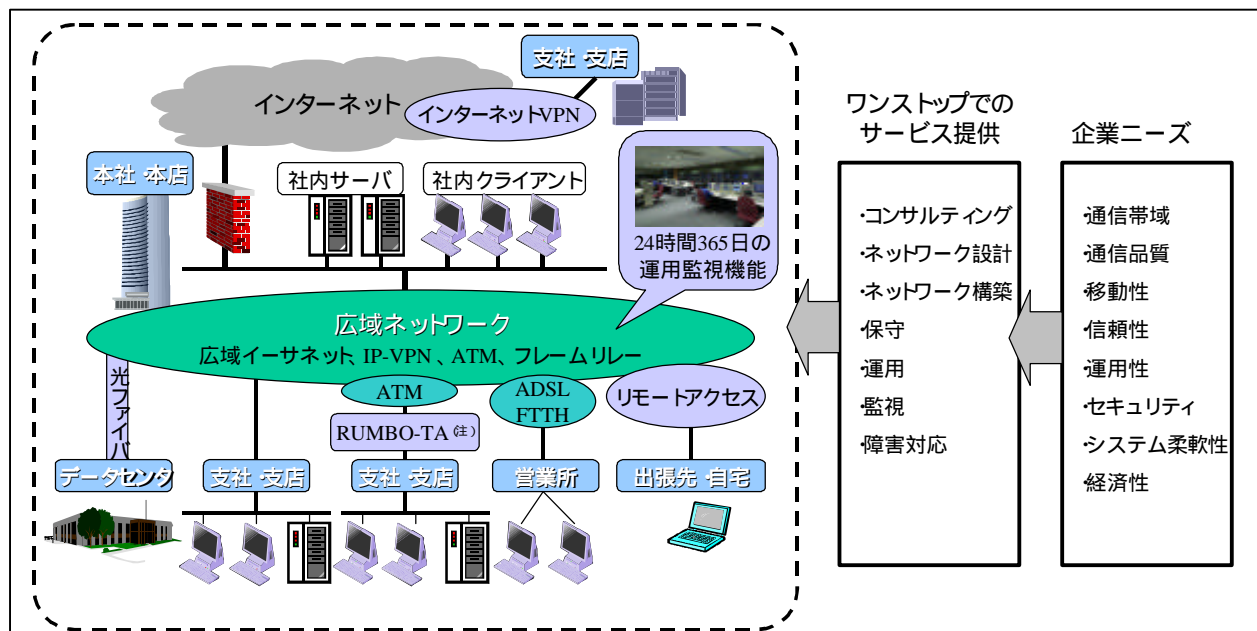 支社・支店
インターネット
インターネットVPN
本社・本店
社内サーバ
社内クライアント
24時間365日の
運用監視機能
広域ネットワーク
広域イーサネット、IP-VPN、ATM、フレームリレー
光ファイバ
ATM
ADSL
FTTH
リモートアクセス
RUMBO-TA(注)
データセンタ
支社・支店
支社・支店
営業所
出張先・自宅
ワンストップでの
サービス提供
・コンサルティング
・ネットワーク設計
・ネットワーク構築
・保守
・運用
・監視
・障害対応
企業ニーズ
・通信帯域
・通信品質
・移動性
・信頼性
・運用性
・セキュリティ
・システム柔軟性
・経済性